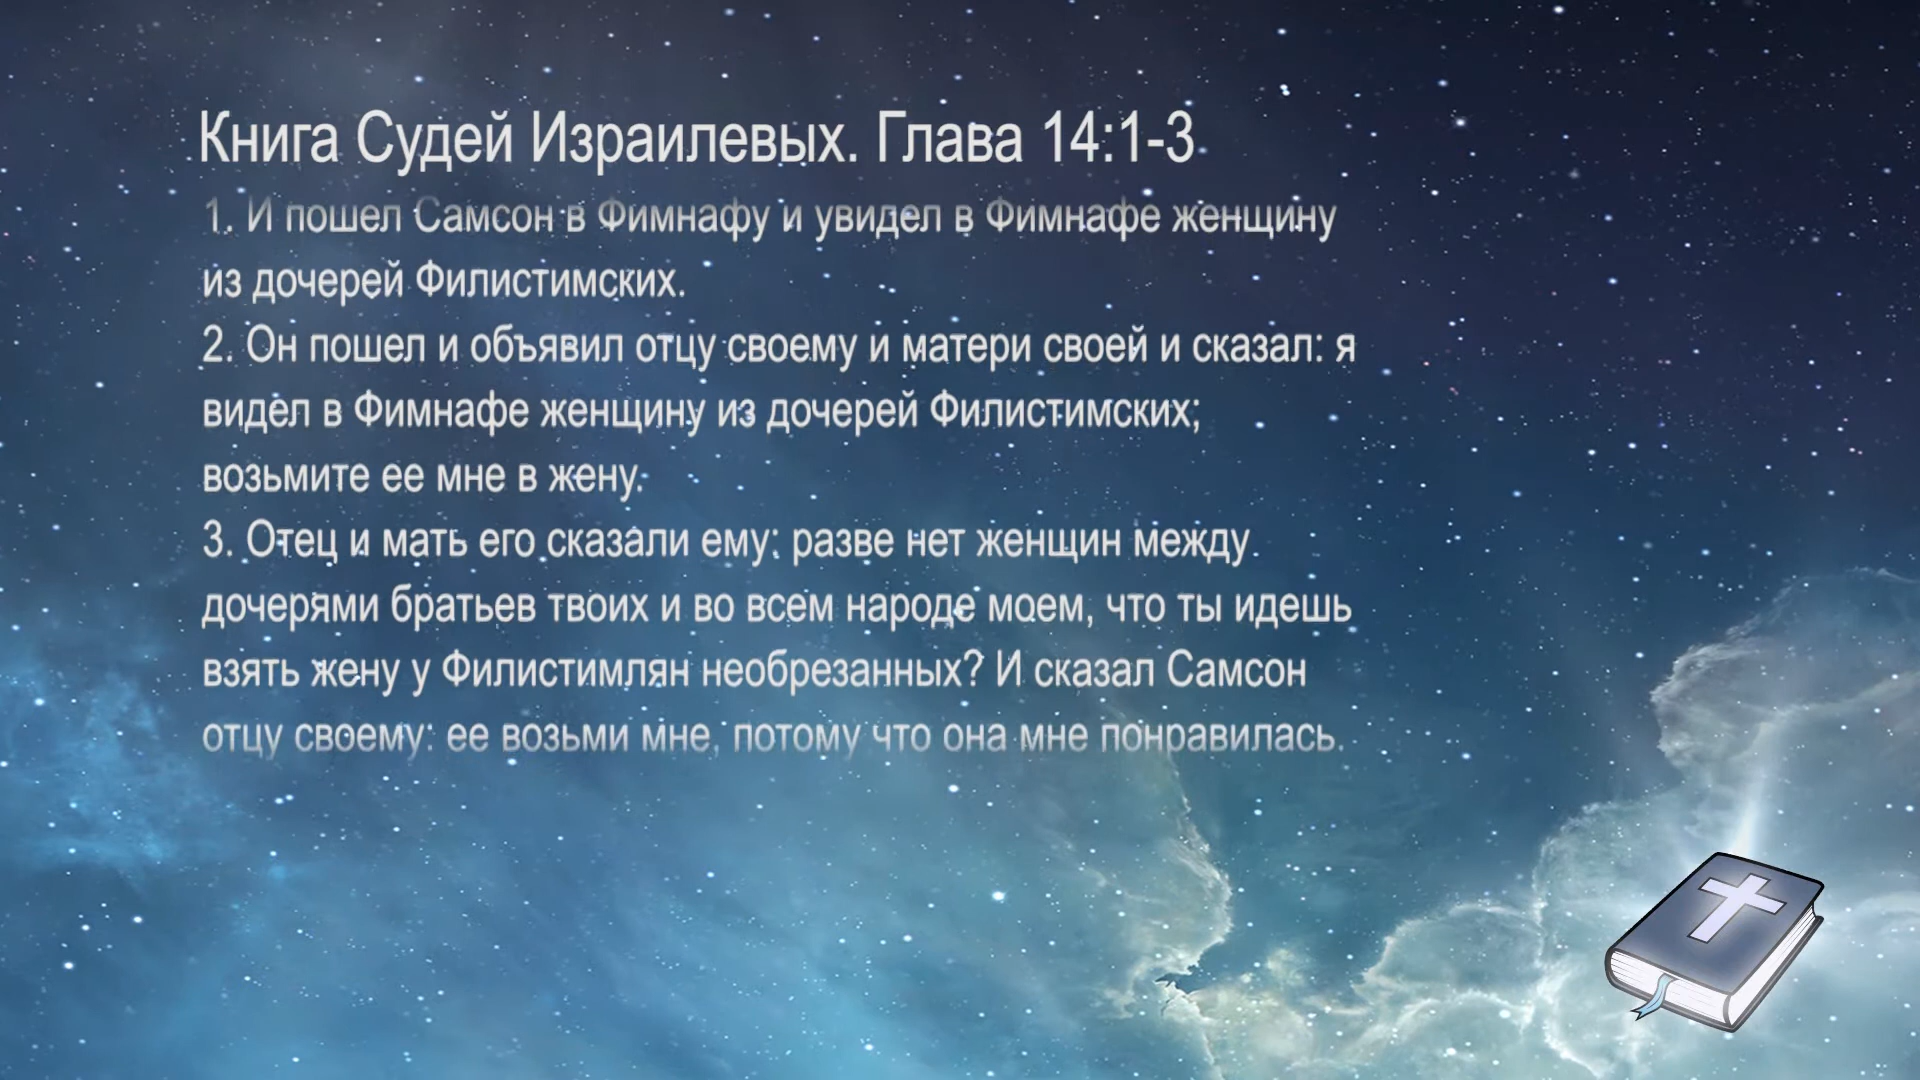 Книга Судей Израилевых. Глава 14:1-3
1. И пошел Самсон в Фимнафу и увидел в Фимнафе женщину
из дочерей Филистимских.
2. Он пошел и объявил отцу своему и матери своей и сказал: я
видел в Фимнафе женщину из дочерей Филистимских;
возьмите ее мне в жену.
3. Отец и мать его сказали ему: разве нет женщин между
дочерями братьев твоих и во всем народе моем, что ты идешь
взять жену у Филистимлян необрезанных? И сказал Самсон
отцу своему: ее возьми мне, потому что она мне понравилась.